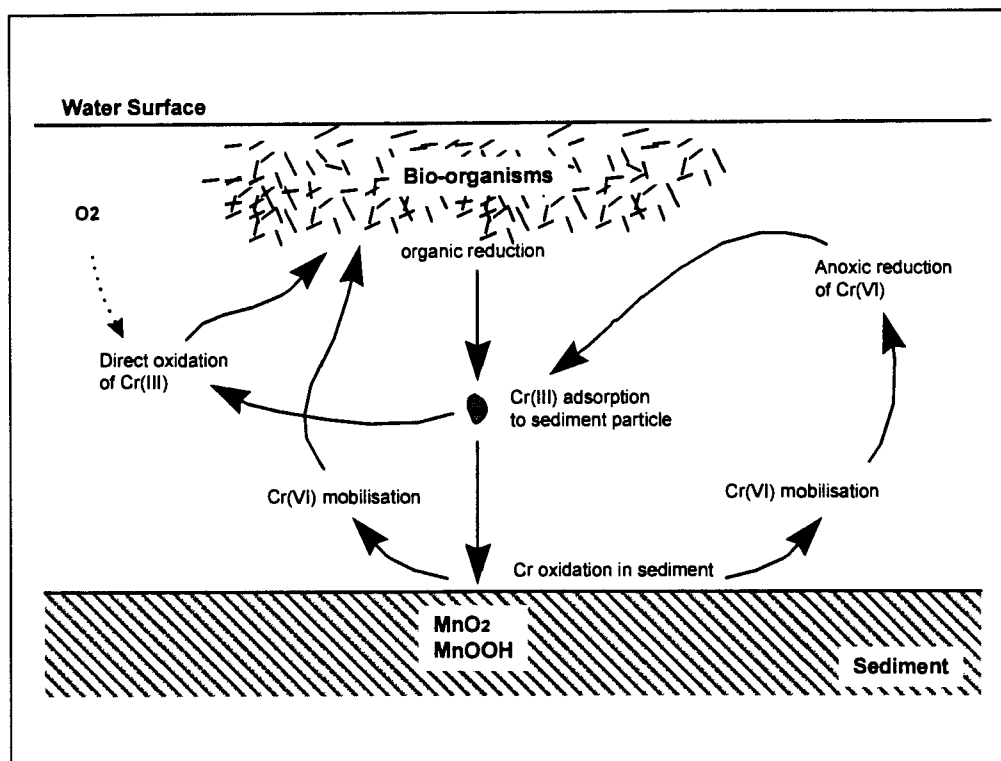 Water Surface
Bio-organisms
O2
organic reduction
Anoxic reduction
of Cr(VI)
Direct oxidation
of Cr(III)
Cr(III) adsorption
to sediment particle
Cr(VI) mobilisation
Cr(VI) mobilisation
Cr oxidation in sediment
MnO2
MnOOH
Sediment